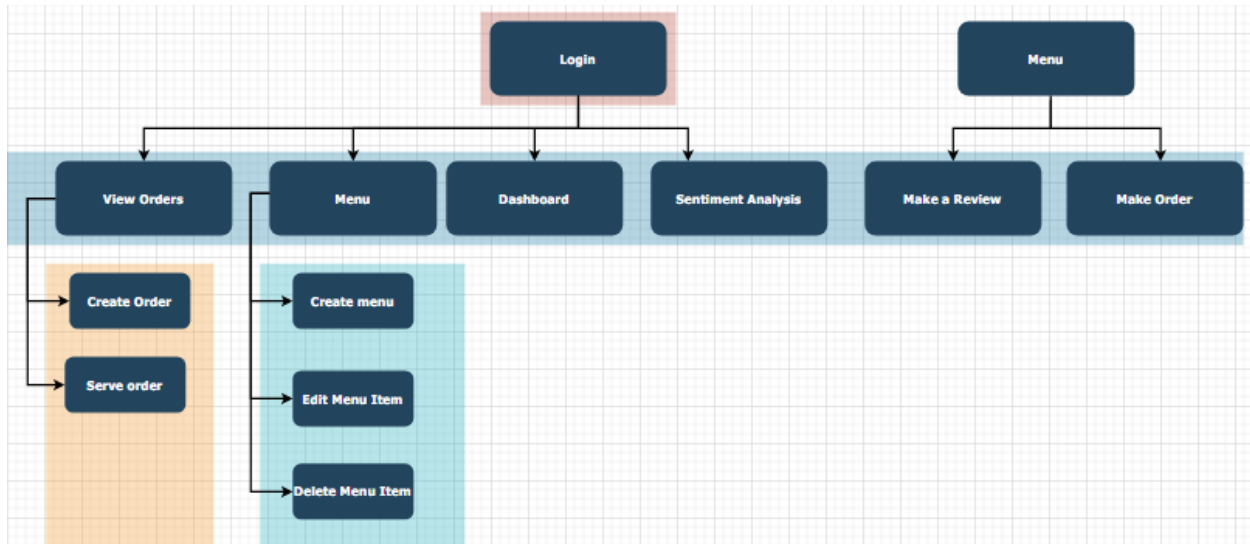 Login
Menu
View Orders
Menu
Dashboard
Sentiment Analysis
Make a Review
Make Order
Create Order
Create menu
Serve order
Edit Menu Item
Delete Menu Item